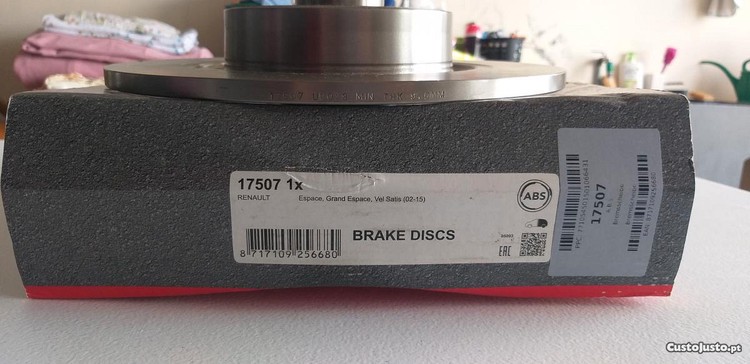 MIN
17507 1x
RENAULT Espace, Grand Espace, Vel Satis (02-15)
ABS
BRAKE DISCS
8 717109 256680
EAC
17507
A.B.S.
CustoJusto.pt